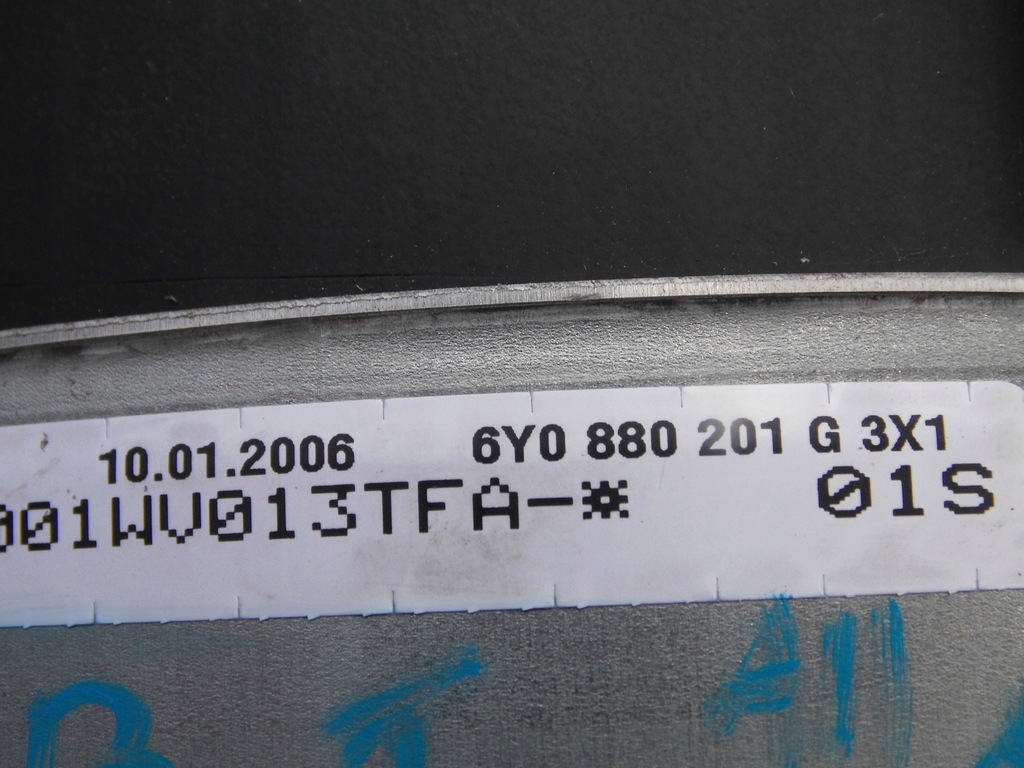 10.01.2006 6Y0 880 201 G 3X1
001WV013TFA-* 01S